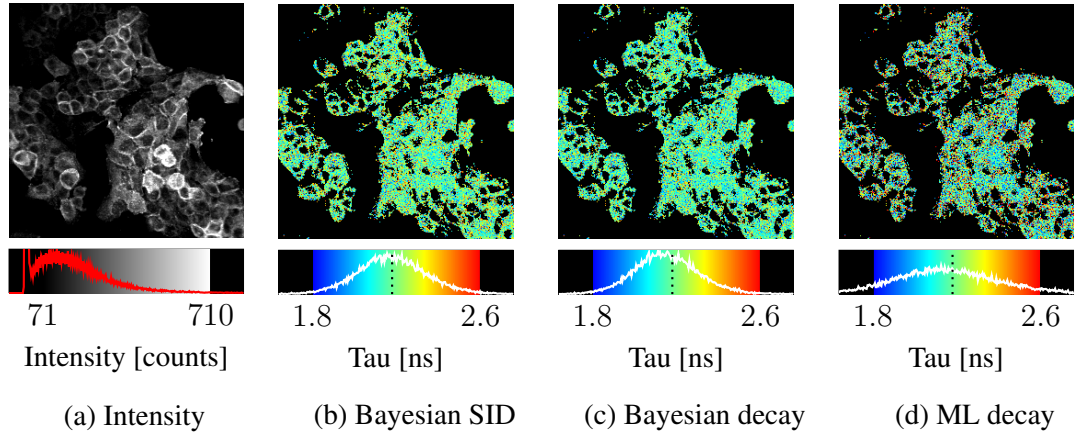 71 710 1.8 2.6 1.8 2.6 1.8 2.6
Intensity [counts] Tau [ns] Tau [ns] Tau [ns]
(a) Intensity (b) Bayesian SID (c) Bayesian decay (d) ML decay